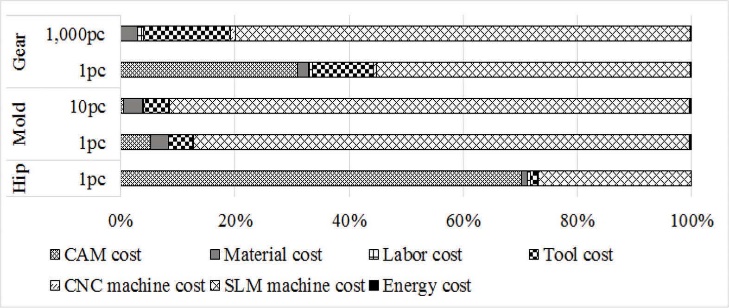 Gear
1,000pc
1pc
Mold
10pc
1pc
Hip
1pc
0% 20% 40% 60% 80% 100%
CAM cost Material cost Labor cost Tool cost
CNC machine cost SLM machine cost Energy cost